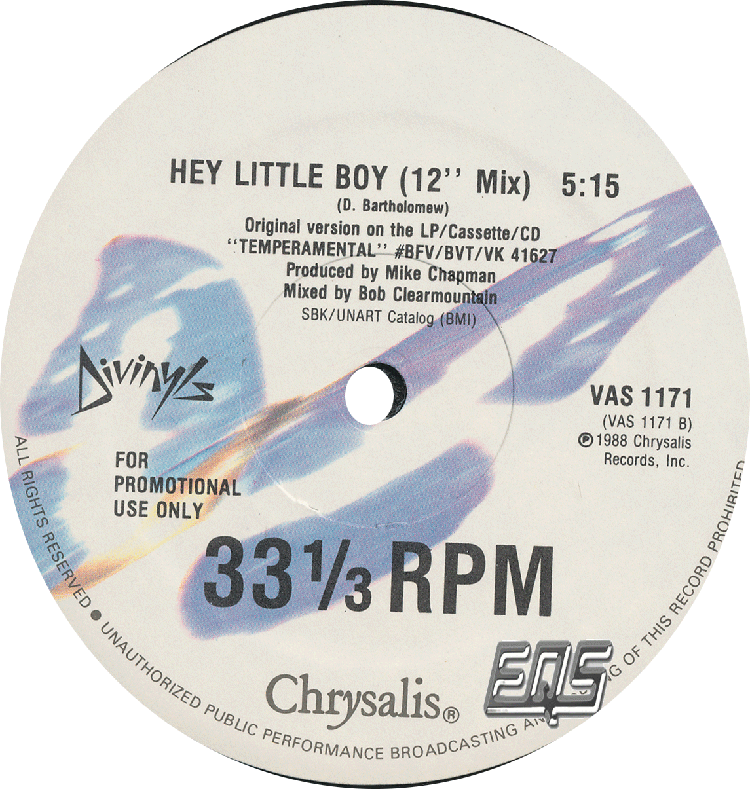 HEY LITTLE BOY (12'' Mix) 5:15
(D. Bartholomew)
Original version on the LP/Cassette/CD
"TEMPERAMENTAL" #BFV/BVT/VK 41627
Produced by Mike Chapman
Mixed by Bob Clearmountain
SBK/UNART Catalog (BMI)
Divinyls
VAS 1171
(VAS 1171 B)
℗ 1988 Chrysalis
Records, Inc.
FOR
PROMOTIONAL
USE ONLY
33 1/3 RPM
Chrysalis®
EQS
ALL RIGHTS RESERVED ● UNAUTHORIZED PUBLIC PERFORMANCE BROADCASTING OF THIS RECORD PROHIBITED